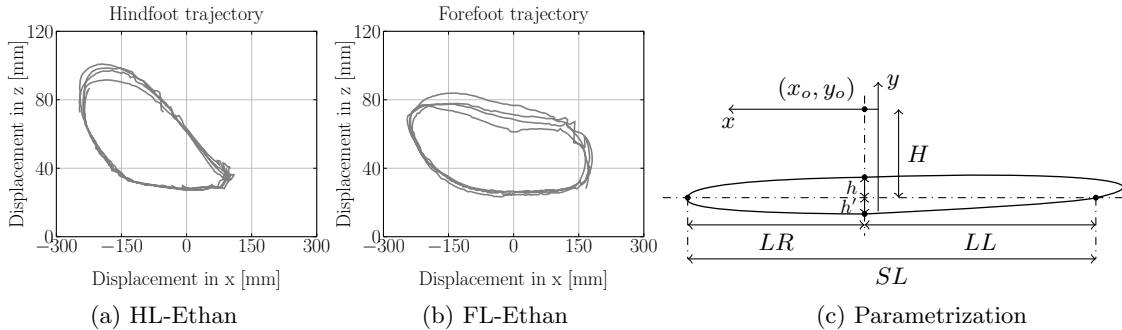 Hindfoot trajectory
Displacement in z [mm]
120
80
40
0
−300
−150
0
150
300
Displacement in x [mm]
(a) HL-Ethan
Forefoot trajectory
Displacement in z [mm]
120
80
40
0
−300
−150
0
150
300
Displacement in x [mm]
(b) FL-Ethan
y
(x_o, y_o)
x
H
h
h'
LR
LL
SL
(c) Parametrization